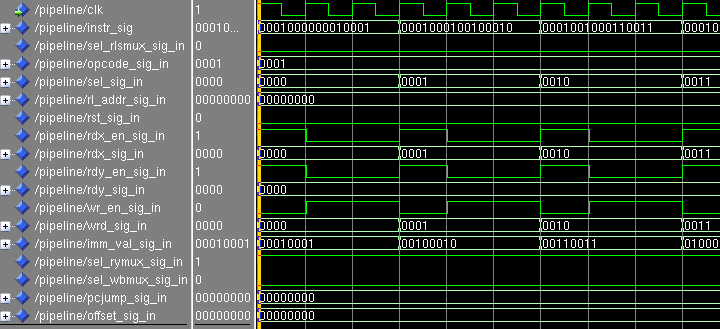 /pipeline/clk 1
/pipeline/instr_sig 00010... 0001000000010001 0001000100100010 0001001000110011 00010
/pipeline/sel_rlsmux_sig_in 0
/pipeline/opcode_sig_in 0001 0001
/pipeline/sel_sig_in 0000 0000 0001 0010 0011
/pipeline/rl_addr_sig_in 00000000 00000000
/pipeline/rst_sig_in 0
/pipeline/rdx_en_sig_in 1
/pipeline/rdx_sig_in 0000 0000 0001 0010 0011
/pipeline/rdy_en_sig_in 1
/pipeline/rdy_sig_in 0000 0000
/pipeline/wr_en_sig_in 0
/pipeline/wrd_sig_in 0000 0000 0001 0010 0011
/pipeline/imm_val_sig_in 00010001 00010001 00100010 00110011 01000
/pipeline/sel_rymux_sig_in 1
/pipeline/sel_wbmux_sig_in 0
/pipeline/pcjump_sig_in 00000000 00000000
/pipeline/offset_sig_in 00000000 00000000